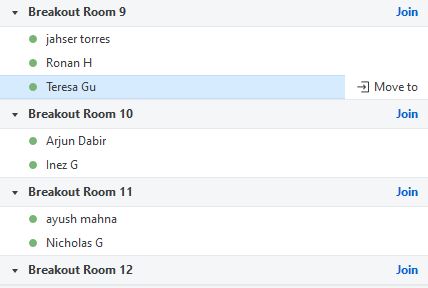 Breakout Room 9 Join
jahser torres
Ronan H
Teresa Gu Move to
Breakout Room 10 Join
Arjun Dabir
Inez G
Breakout Room 11 Join
ayush mahna
Nicholas G
Breakout Room 12 Join